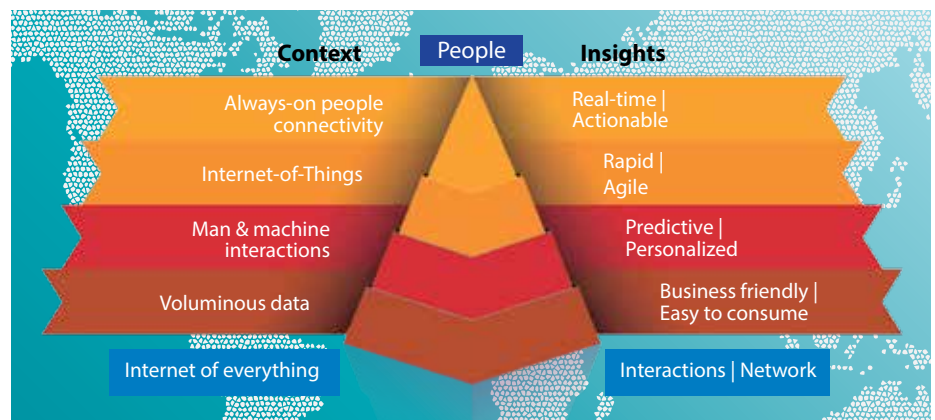 Context
People
Insights
Always-on people
connectivity
Real-time |
Actionable
Internet-of-Things
Rapid |
Agile
Man & machine
interactions
Predictive |
Personalized
Voluminous data
Business friendly |
Easy to consume
Internet of everything
Interactions | Network